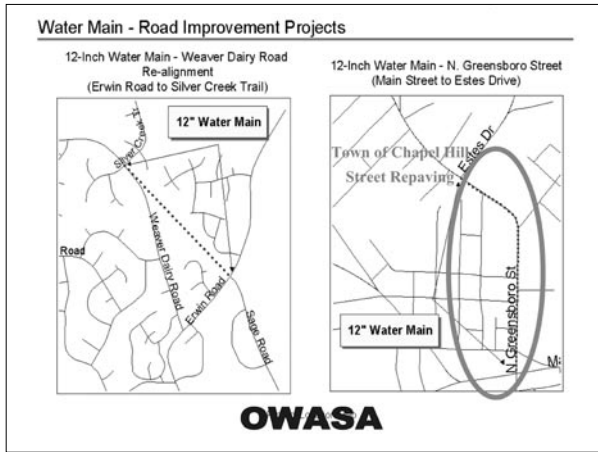 Water Main - Road Improvement Projects
12-Inch Water Main - Weaver Dairy Road
Re-alignment
(Erwin Road to Silver Creek Trail)
12" Water Main
Silver Creek Tr
Road
Weaver Dairy Road
Erwin Road
Sage Road
12-Inch Water Main - N. Greensboro Street
(Main Street to Estes Drive)
Town of Chapel Hill
Street Repaving
Estes Dr
12" Water Main
N Greensboro St
OWASA